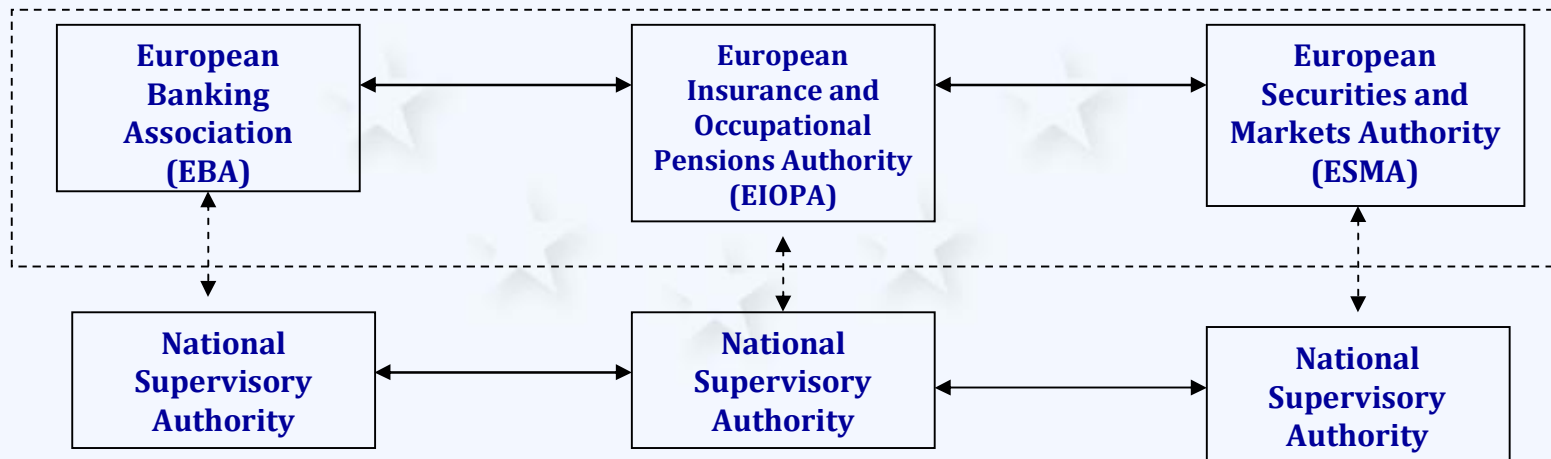 European
Banking
Association
(EBA)
European
Insurance and
Occupational
Pensions Authority
(EIOPA)
European
Securities and
Markets Authority
(ESMA)
National
Supervisory
Authority
National
Supervisory
Authority
National
Supervisory
Authority